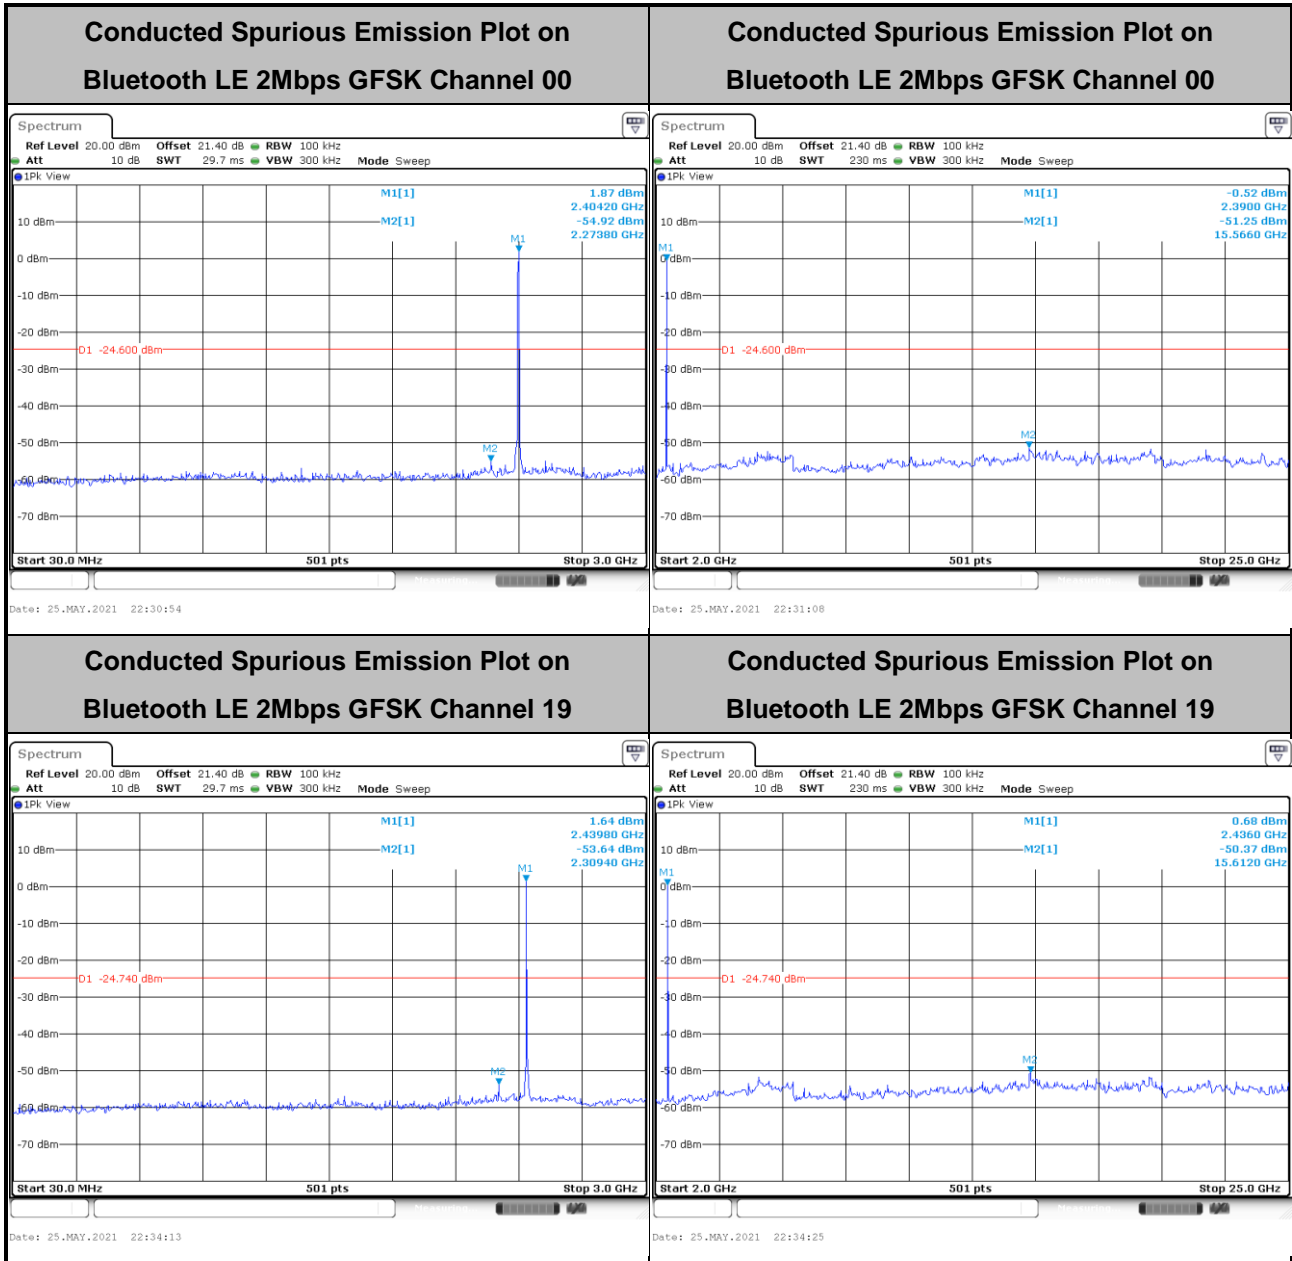 Conducted Spurious Emission Plot on
Bluetooth LE 2Mbps GFSK Channel 00
Spectrum
Ref Level 20.00 dBm Offset 21.40 dB RBW 100 kHz
Att 10 dB SWT 29.7 ms VBW 300 kHz Mode Sweep
1Pk View
M1[1] 1.87 dBm
2.40420 GHz
M2[1] -54.92 dBm
2.27380 GHz
10 dBm
M1
0 dBm
-10 dBm
-20 dBm
D1 -24.600 dBm
-30 dBm
-40 dBm
-50 dBm
M2
-60 dBm
-70 dBm
Start 30.0 MHz 501 pts Stop 3.0 GHz
Measuring
Date: 25.MAY.2021 22:30:54
Conducted Spurious Emission Plot on
Bluetooth LE 2Mbps GFSK Channel 00
Spectrum
Ref Level 20.00 dBm Offset 21.40 dB RBW 100 kHz
Att 10 dB SWT 230 ms VBW 300 kHz Mode Sweep
1Pk View
M1[1] -0.52 dBm
2.3900 GHz
M2[1] -51.25 dBm
15.5660 GHz
10 dBm
M1
0 dBm
-10 dBm
-20 dBm
D1 -24.600 dBm
-30 dBm
-40 dBm
M2
-50 dBm
-60 dBm
-70 dBm
Start 2.0 GHz 501 pts Stop 25.0 GHz
Measuring
Date: 25.MAY.2021 22:31:08
Conducted Spurious Emission Plot on
Bluetooth LE 2Mbps GFSK Channel 19
Spectrum
Ref Level 20.00 dBm Offset 21.40 dB RBW 100 kHz
Att 10 dB SWT 29.7 ms VBW 300 kHz Mode Sweep
1Pk View
M1[1] 1.64 dBm
2.43980 GHz
M2[1] -53.64 dBm
2.30940 GHz
10 dBm
M1
0 dBm
-10 dBm
-20 dBm
D1 -24.740 dBm
-30 dBm
-40 dBm
-50 dBm
M2
-60 dBm
-70 dBm
Start 30.0 MHz 501 pts Stop 3.0 GHz
Measuring
Date: 25.MAY.2021 22:34:13
Conducted Spurious Emission Plot on
Bluetooth LE 2Mbps GFSK Channel 19
Spectrum
Ref Level 20.00 dBm Offset 21.40 dB RBW 100 kHz
Att 10 dB SWT 230 ms VBW 300 kHz Mode Sweep
1Pk View
M1[1] 0.68 dBm
2.4360 GHz
M2[1] -50.37 dBm
15.6120 GHz
10 dBm
M1
0 dBm
-10 dBm
-20 dBm
D1 -24.740 dBm
-30 dBm
-40 dBm
M2
-50 dBm
-60 dBm
-70 dBm
Start 2.0 GHz 501 pts Stop 25.0 GHz
Measuring
Date: 25.MAY.2021 22:34:25